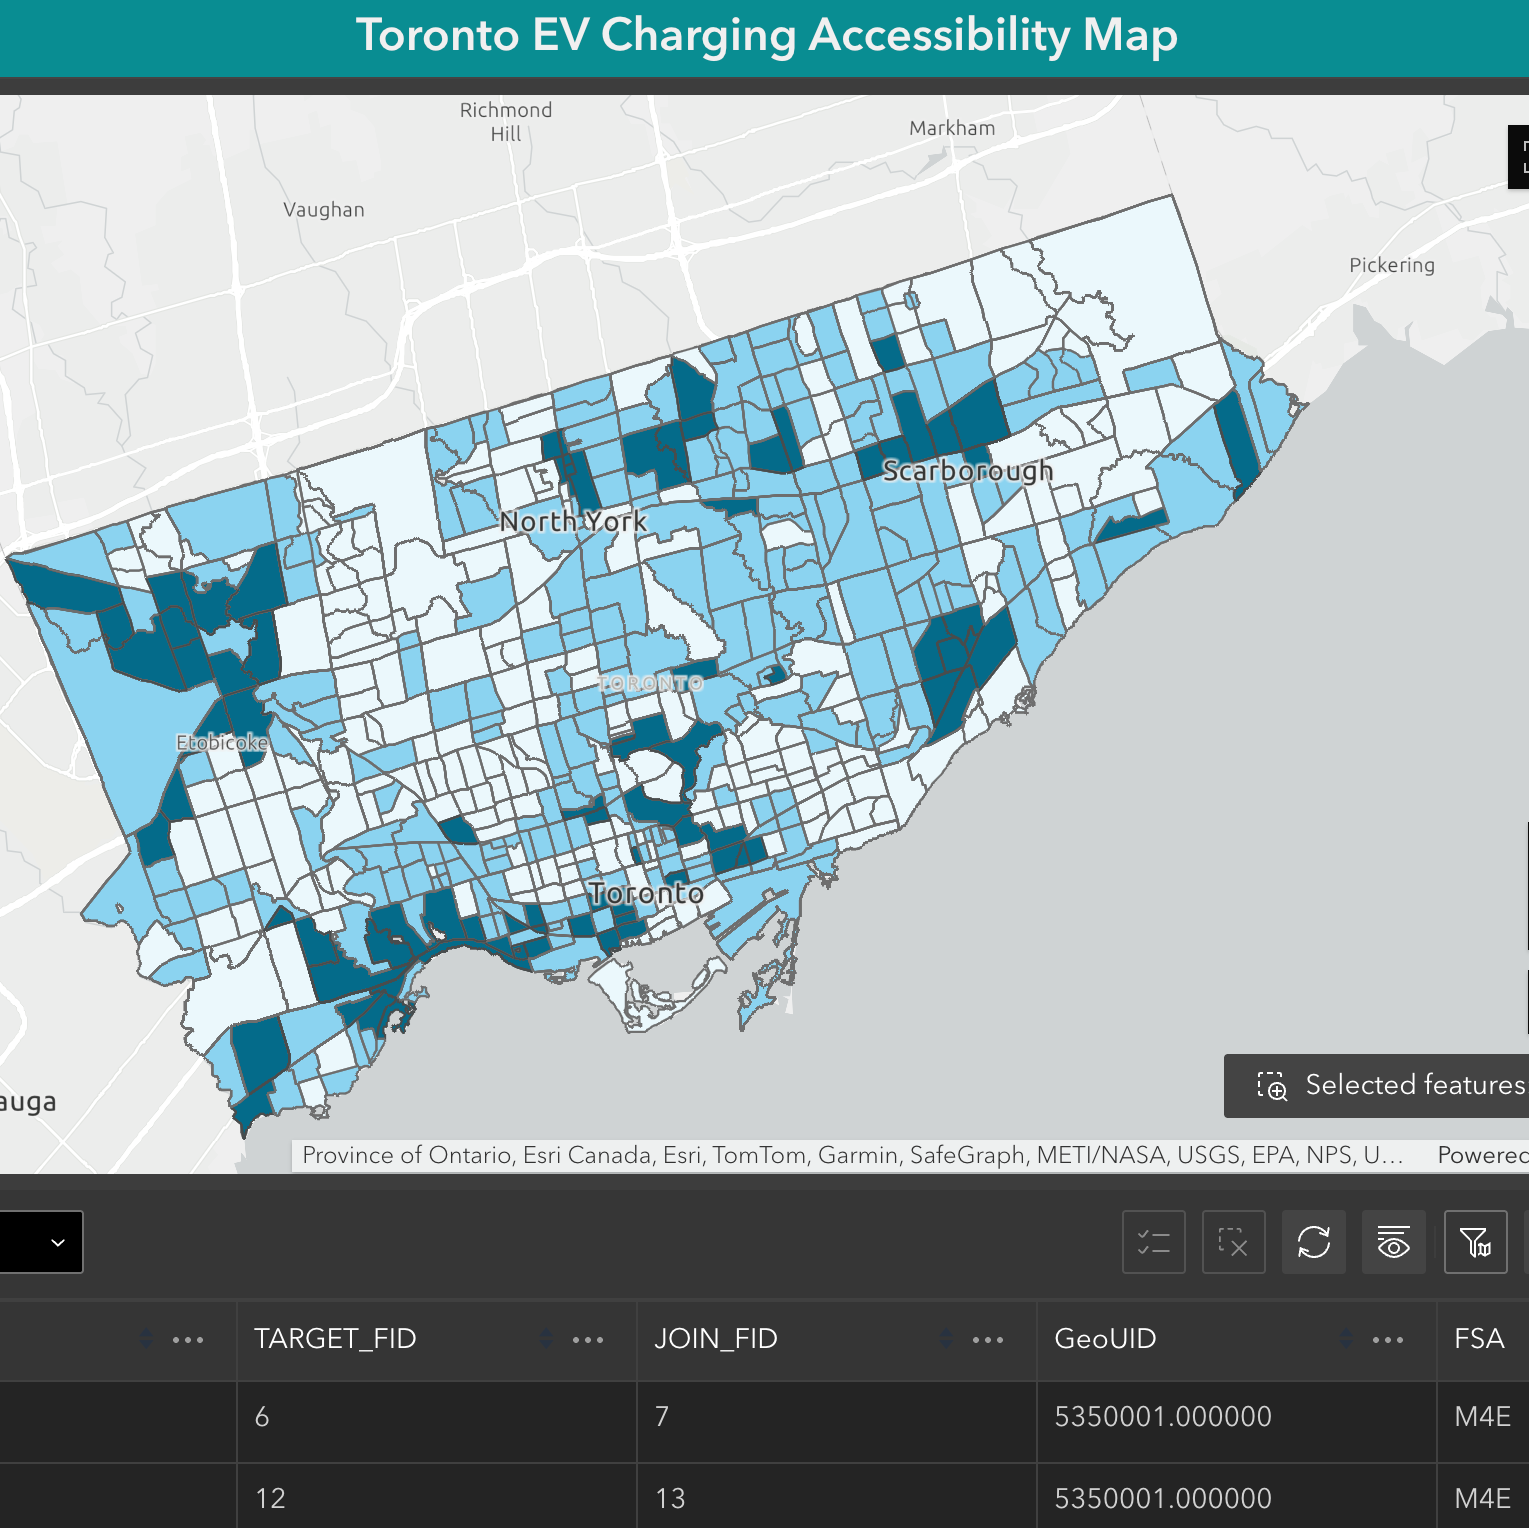 Toronto EV Charging Accessibility Map
Richmond
Hill
Markham
Vaughan
Pickering
Scarborough
North York
TORONTO
Etobicoke
Toronto
auga
Selected features
Province of Ontario, Esri Canada, Esri, TomTom, Garmin, SafeGraph, METI/NASA, USGS, EPA, NPS, U...
Powered
TARGET_FID
JOIN_FID
GeoUID
FSA
6
7
5350001.000000
M4E
12
13
5350001.000000
M4E